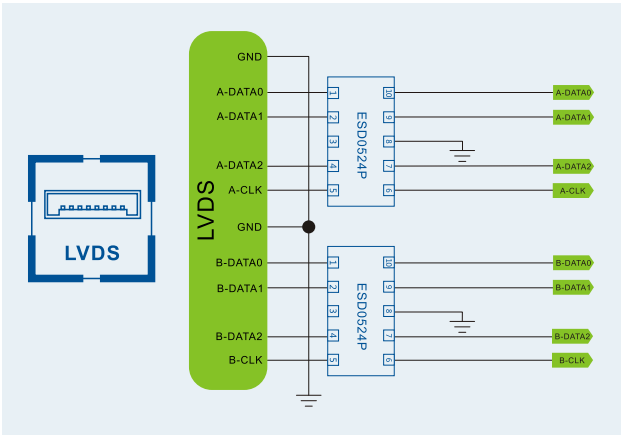 GND
A-DATA0
1
10
A-DATA0
A-DATA1
2
9
A-DATA1
3
8
A-DATA2
4
7
A-DATA2
A-CLK
5
6
A-CLK
ESD0524P
LVDS
LVDS
GND
B-DATA0
1
10
B-DATA0
B-DATA1
2
9
B-DATA1
3
8
B-DATA2
4
7
B-DATA2
B-CLK
5
6
B-CLK
ESD0524P